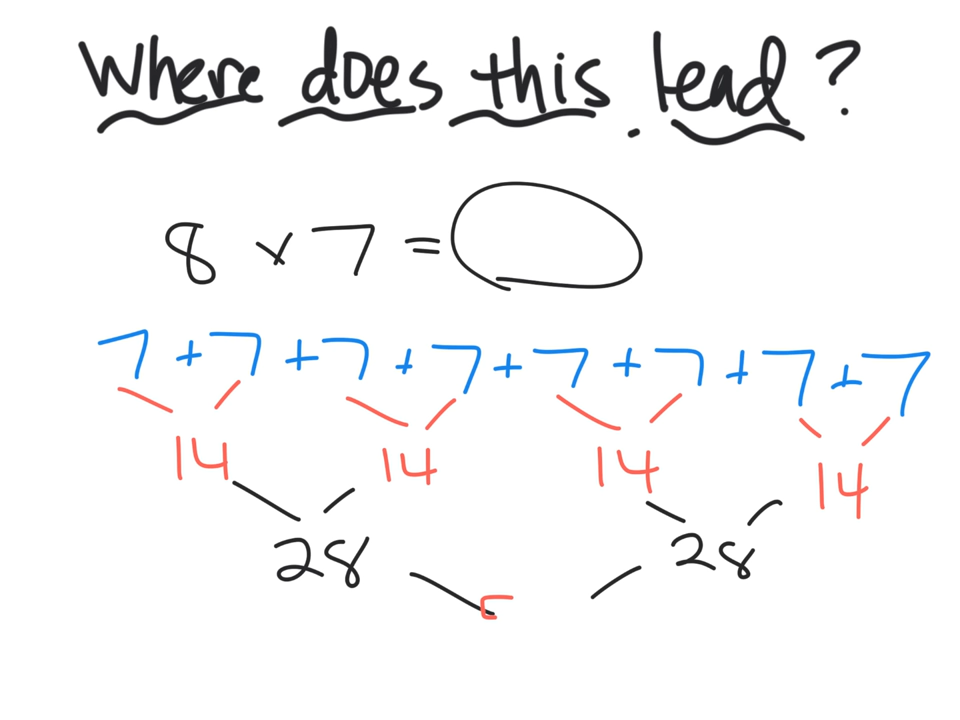 Where does this lead?
8 × 7 =
7 + 7 + 7 + 7 + 7 + 7 + 7 + 7
14 14 14 14
28 28